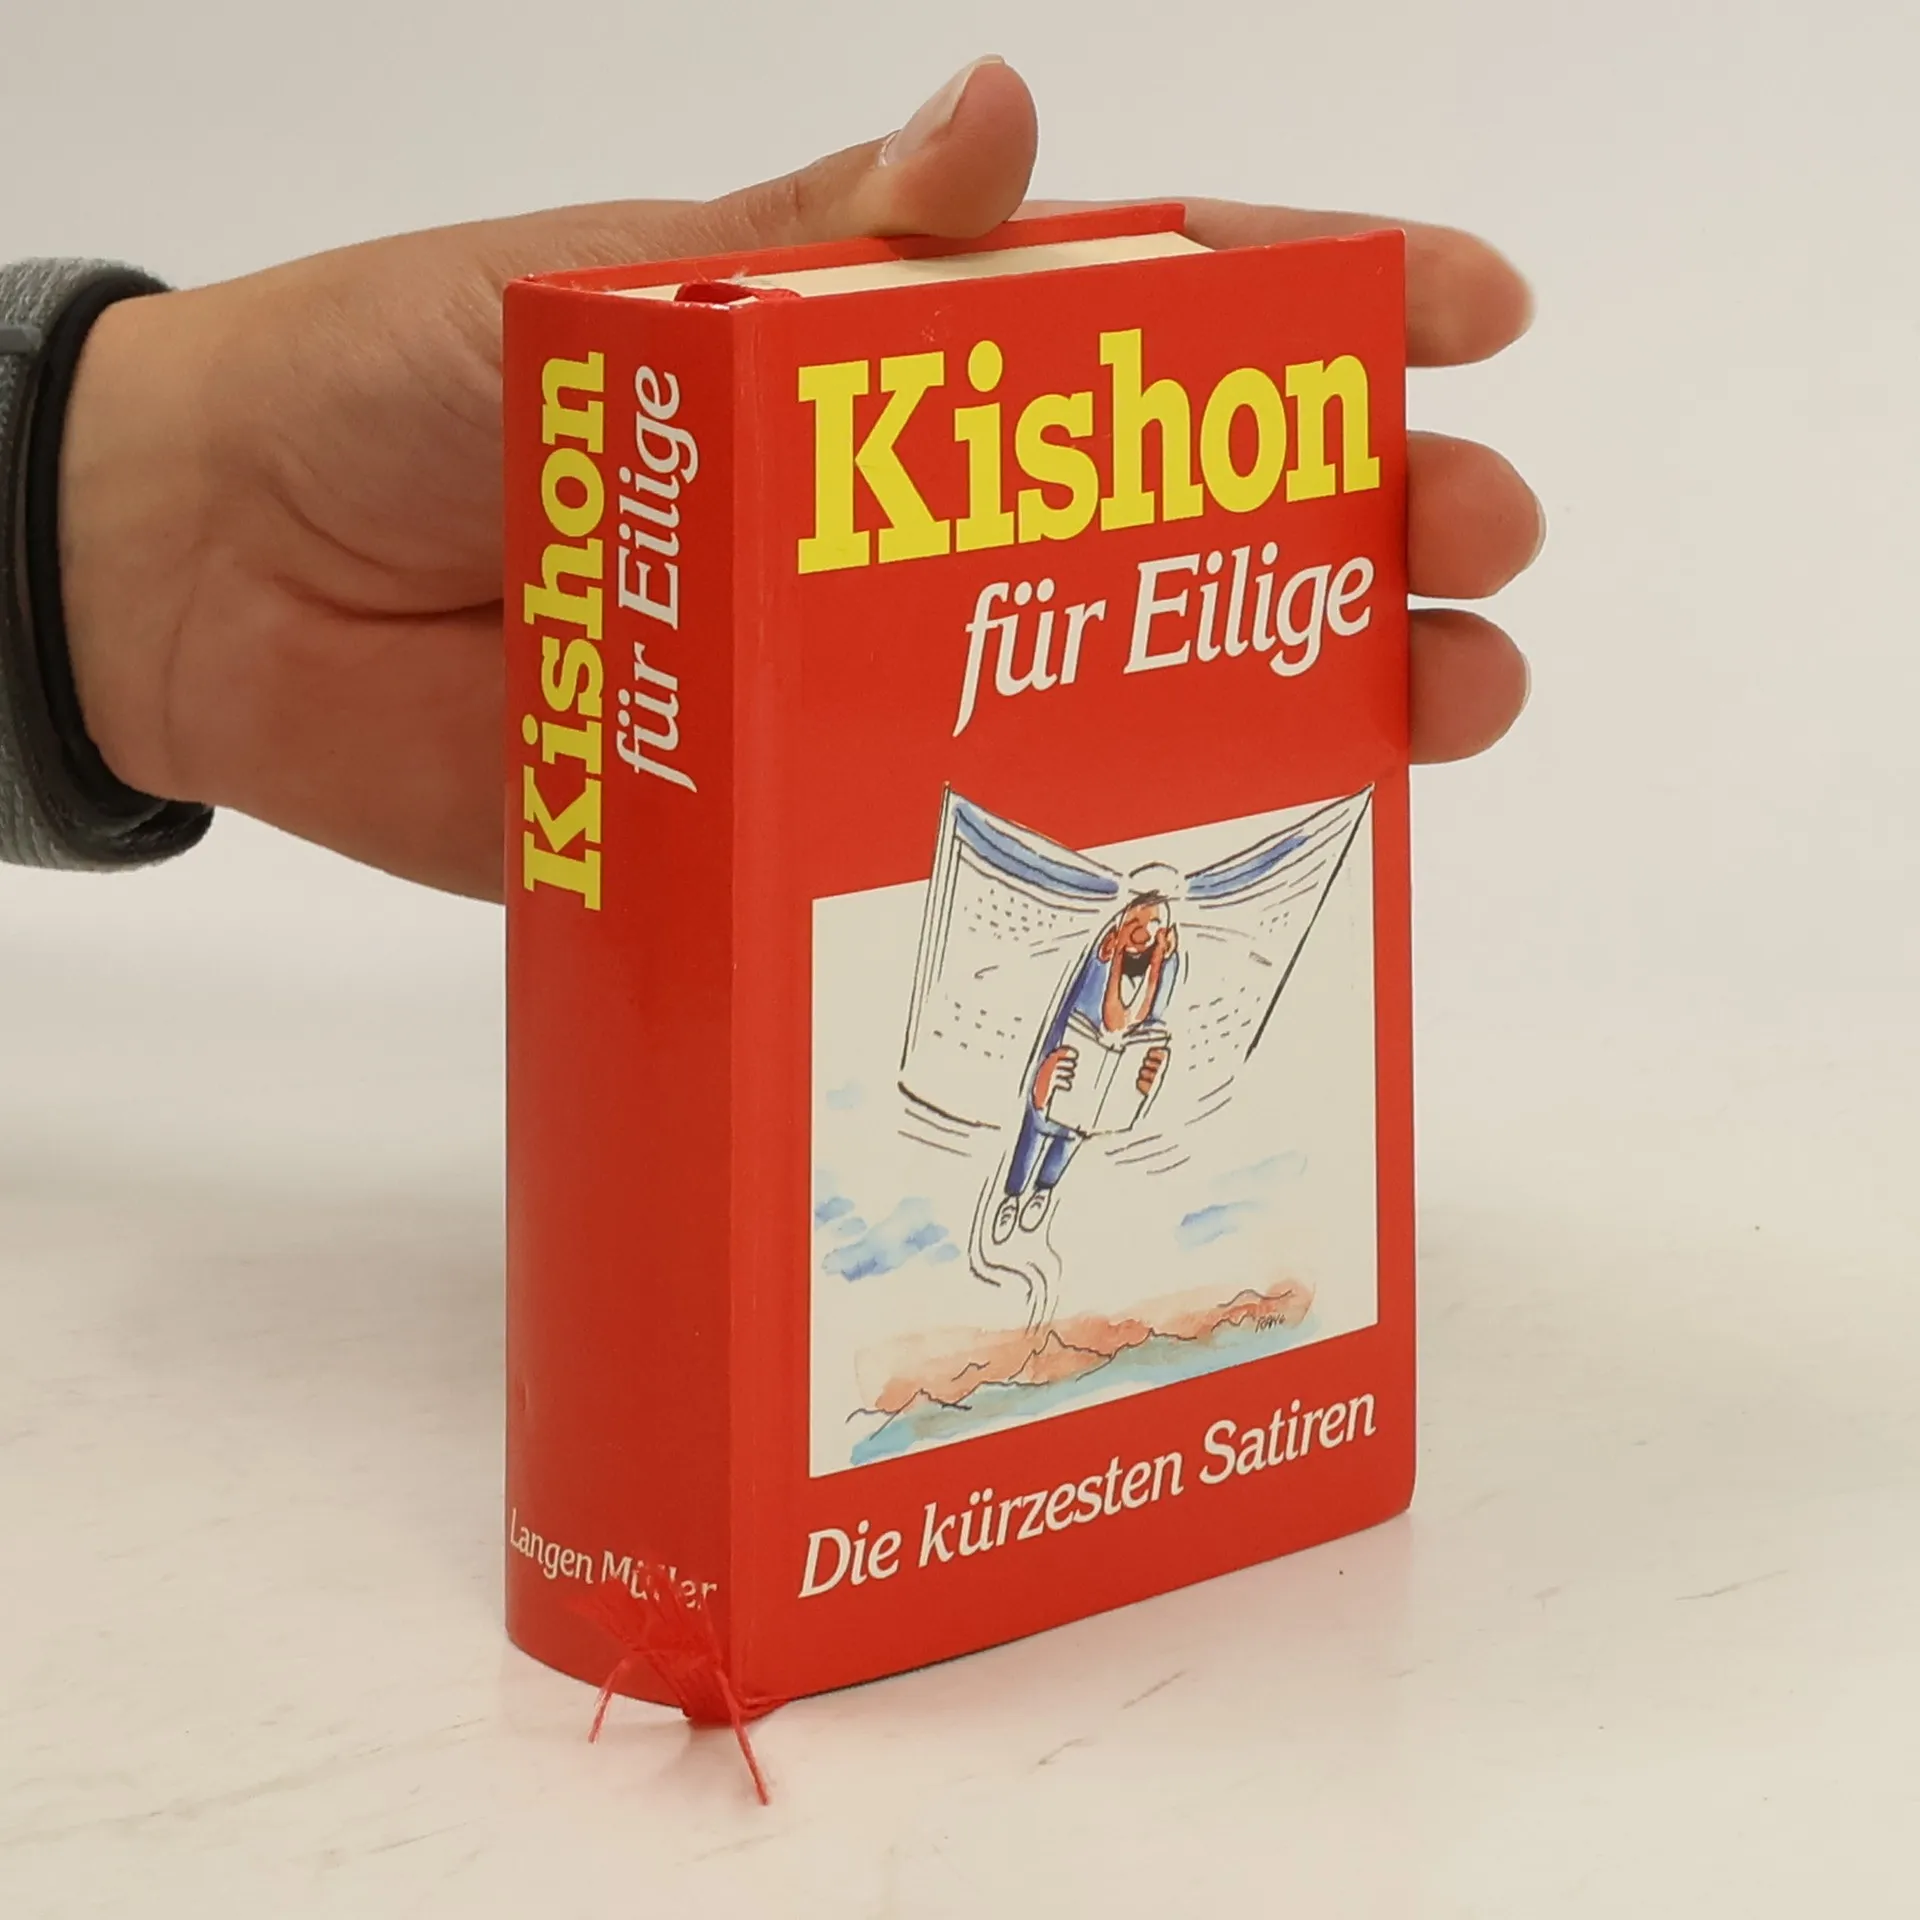 Kishon
für Eilige
Langen Müller
Kishon
für Eilige
Die kürzesten Satiren